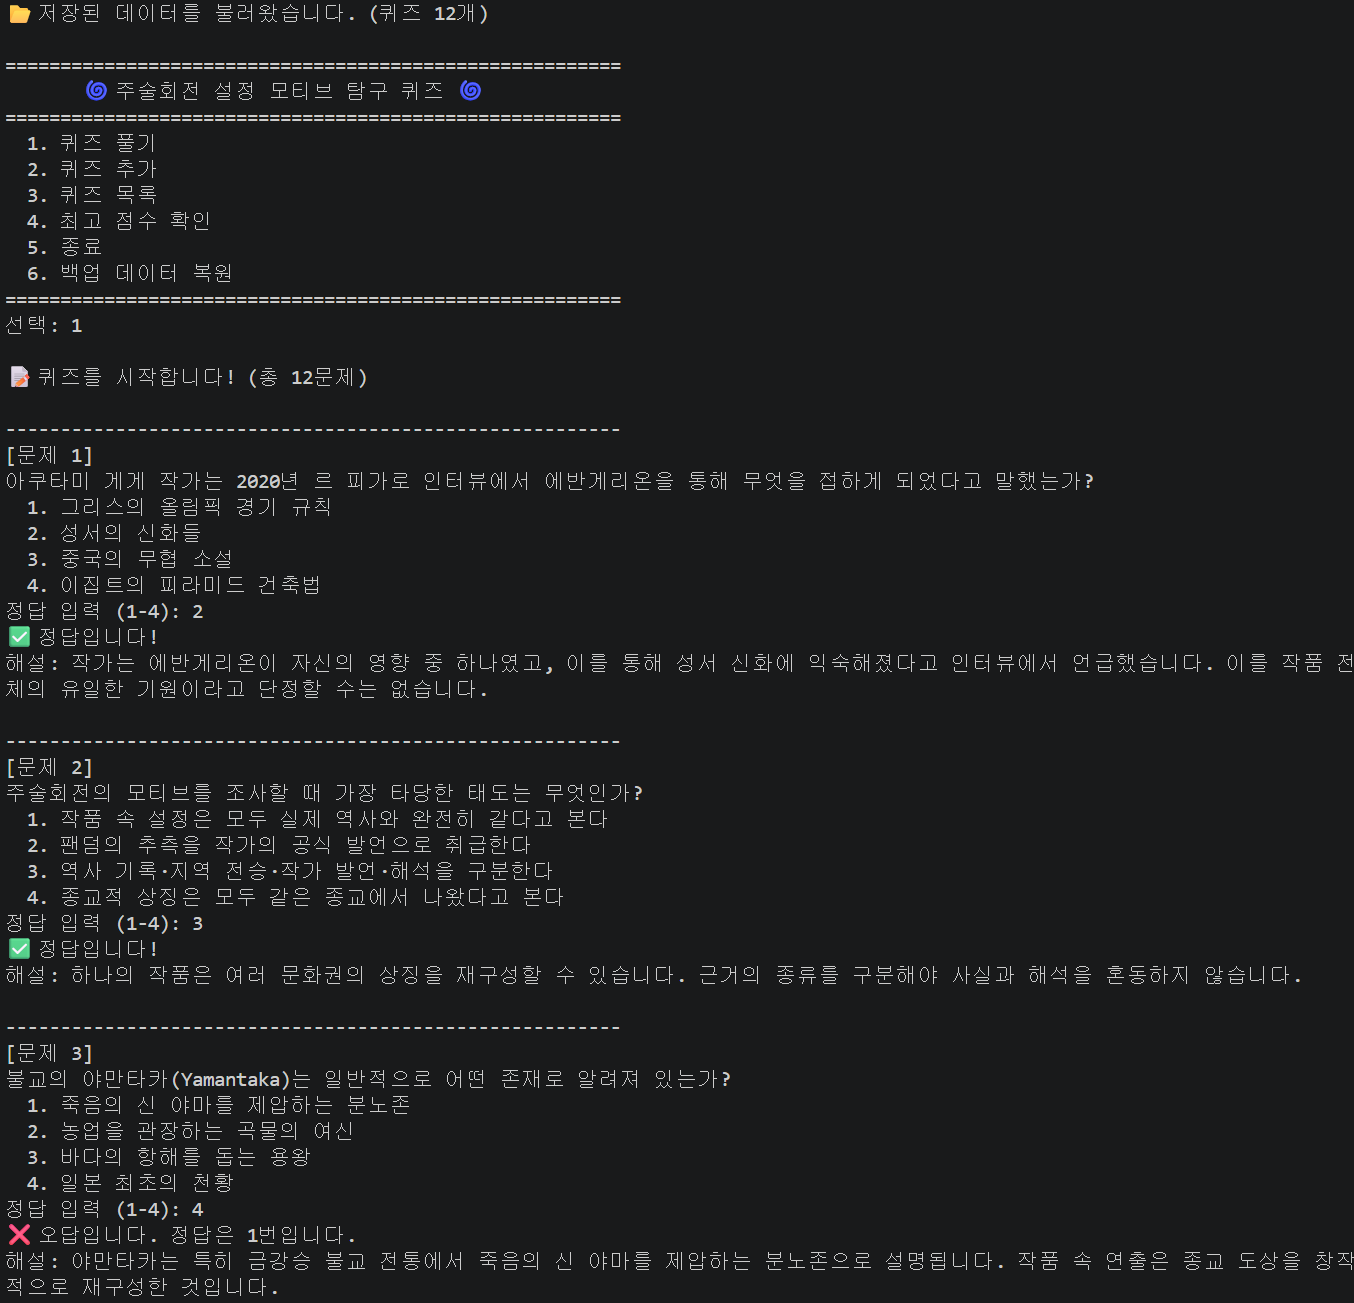 📂 저장된 데이터를 불러왔습니다. (퀴즈 12개)
========================================================
🌀 주술회전 설정 모티브 탐구 퀴즈 🌀
========================================================
1. 퀴즈 풀기
2. 퀴즈 추가
3. 퀴즈 목록
4. 최고 점수 확인
5. 종료
6. 백업 데이터 복원
========================================================
선택: 1
📝 퀴즈를 시작합니다! (총 12문제)
--------------------------------------------------------
[문제 1]
아쿠타미 게게 작가는 2020년 르 피가로 인터뷰에서 에반게리온을 통해 무엇을 접하게 되었다고 말했는가?
1. 그리스의 올림픽 경기 규칙
2. 성서의 신화들
3. 중국의 무협 소설
4. 이집트의 피라미드 건축법
정답 입력 (1-4): 2
✅ 정답입니다!
해설: 작가는 에반게리온이 자신의 영향 중 하나였고, 이를 통해 성서 신화에 익숙해졌다고 인터뷰에서 언급했습니다. 이를 작품 전
체의 유일한 기원이라고 단정할 수는 없습니다.
--------------------------------------------------------
[문제 2]
주술회전의 모티브를 조사할 때 가장 타당한 태도는 무엇인가?
1. 작품 속 설정은 모두 실제 역사와 완전히 같다고 본다
2. 팬덤의 추측을 작가의 공식 발언으로 취급한다
3. 역사 기록·지역 전승·작가 발언·해석을 구분한다
4. 종교적 상징은 모두 같은 종교에서 나왔다고 본다
정답 입력 (1-4): 3
✅ 정답입니다!
해설: 하나의 작품은 여러 문화권의 상징을 재구성할 수 있습니다. 근거의 종류를 구분해야 사실과 해석을 혼동하지 않습니다.
--------------------------------------------------------
[문제 3]
불교의 야만타카(Yamantaka)는 일반적으로 어떤 존재로 알려져 있는가?
1. 죽음의 신 야마를 제압하는 분노존
2. 농업을 관장하는 곡물의 여신
3. 바다의 항해를 돕는 용왕
4. 일본 최초의 천황
정답 입력 (1-4): 4
❌ 오답입니다. 정답은 1번입니다.
해설: 야만타카는 특히 금강승 불교 전통에서 죽음의 신 야마를 제압하는 분노존으로 설명됩니다. 작품 속 연출은 종교 도상을 창작
적으로 재구성한 것입니다.